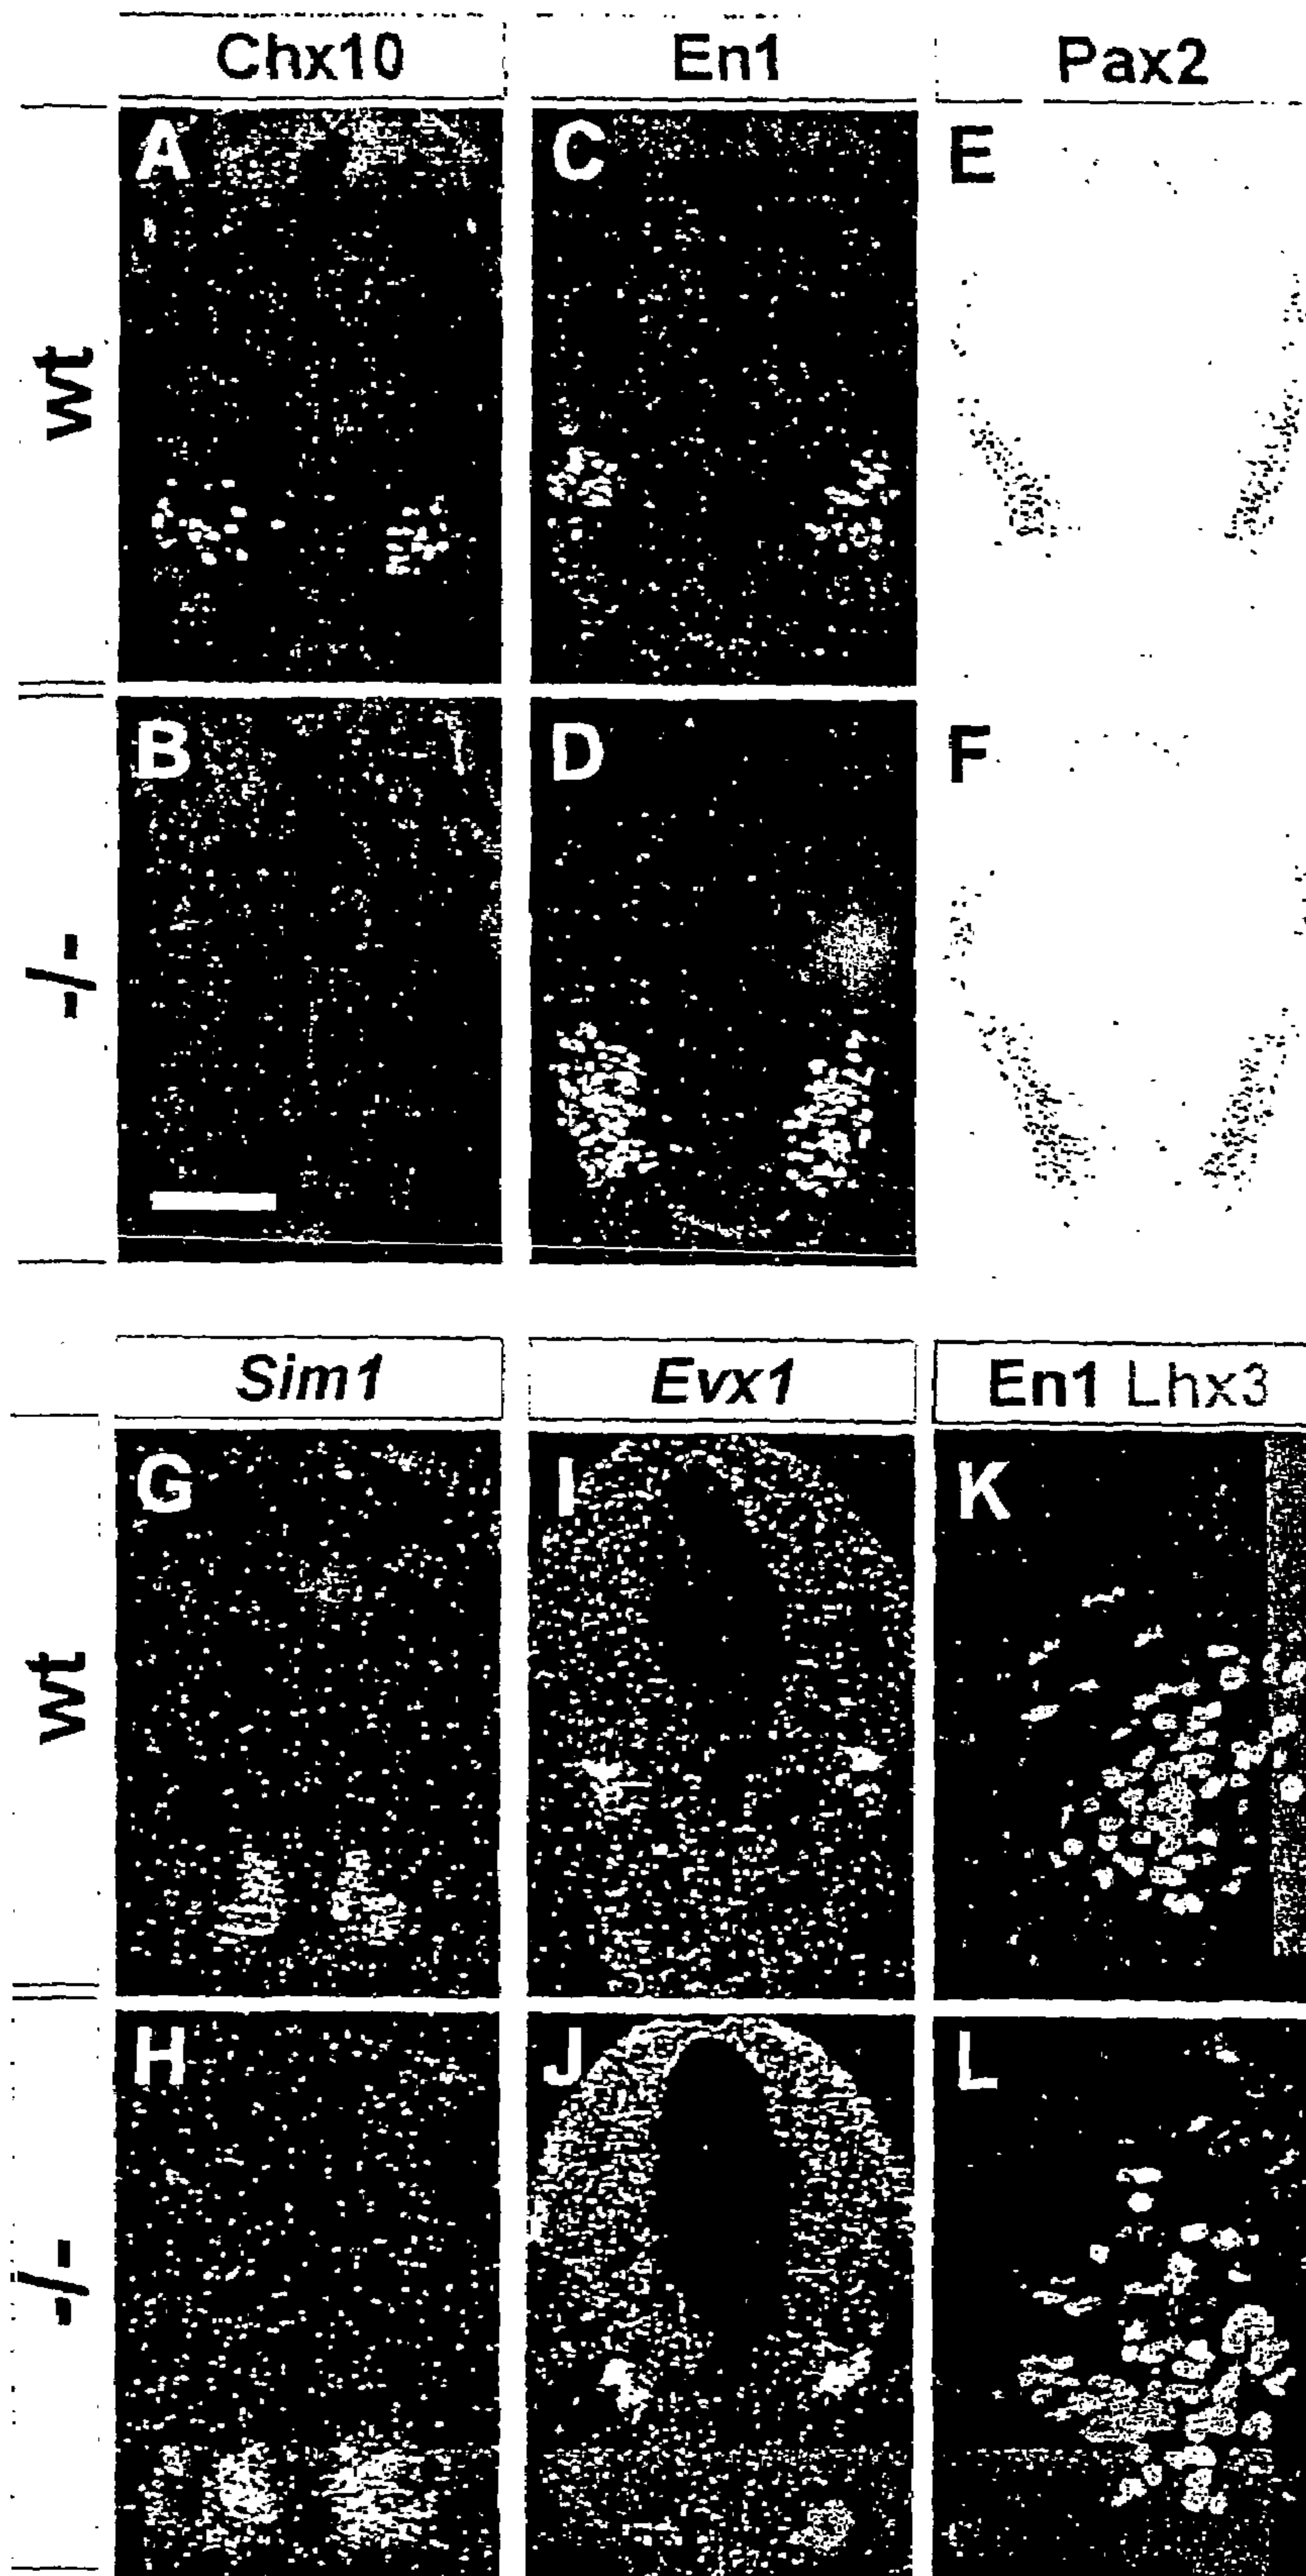 Chx10 En1 Pax2
A C E
wt
B D F
-/-
Sim1 Evx1 En1 Lhx3
G I K
wt
H J L
-/-